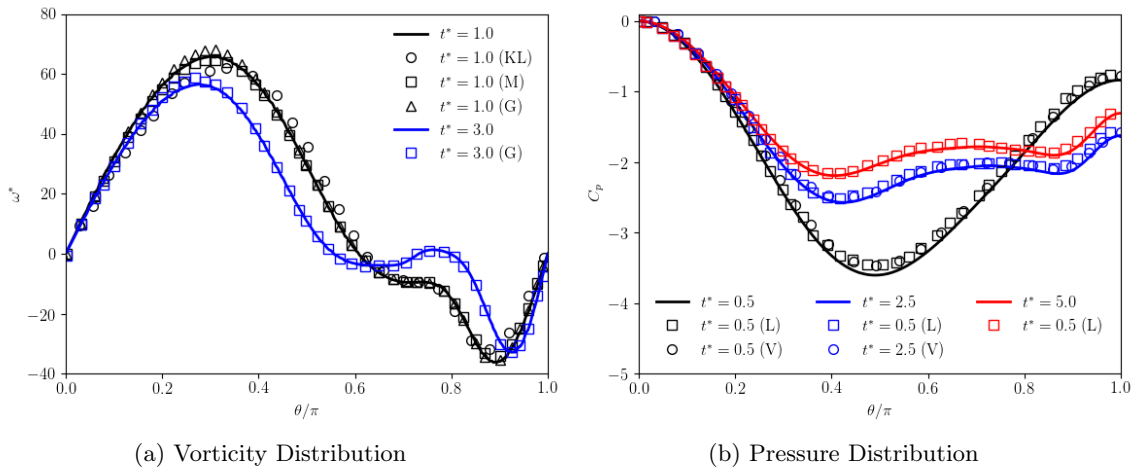 80
60
40
20
0
−20
−40
ω*
0.0
0.2
0.4
0.6
0.8
1.0
θ/π
t* = 1.0
t* = 1.0 (KL)
t* = 1.0 (M)
t* = 1.0 (G)
t* = 3.0
t* = 3.0 (G)
(a) Vorticity Distribution
0
−1
−2
−3
−4
−5
C_p
0.0
0.2
0.4
0.6
0.8
1.0
θ/π
t* = 0.5
t* = 0.5 (L)
t* = 0.5 (V)
t* = 2.5
t* = 0.5 (L)
t* = 2.5 (V)
t* = 5.0
t* = 0.5 (L)
(b) Pressure Distribution